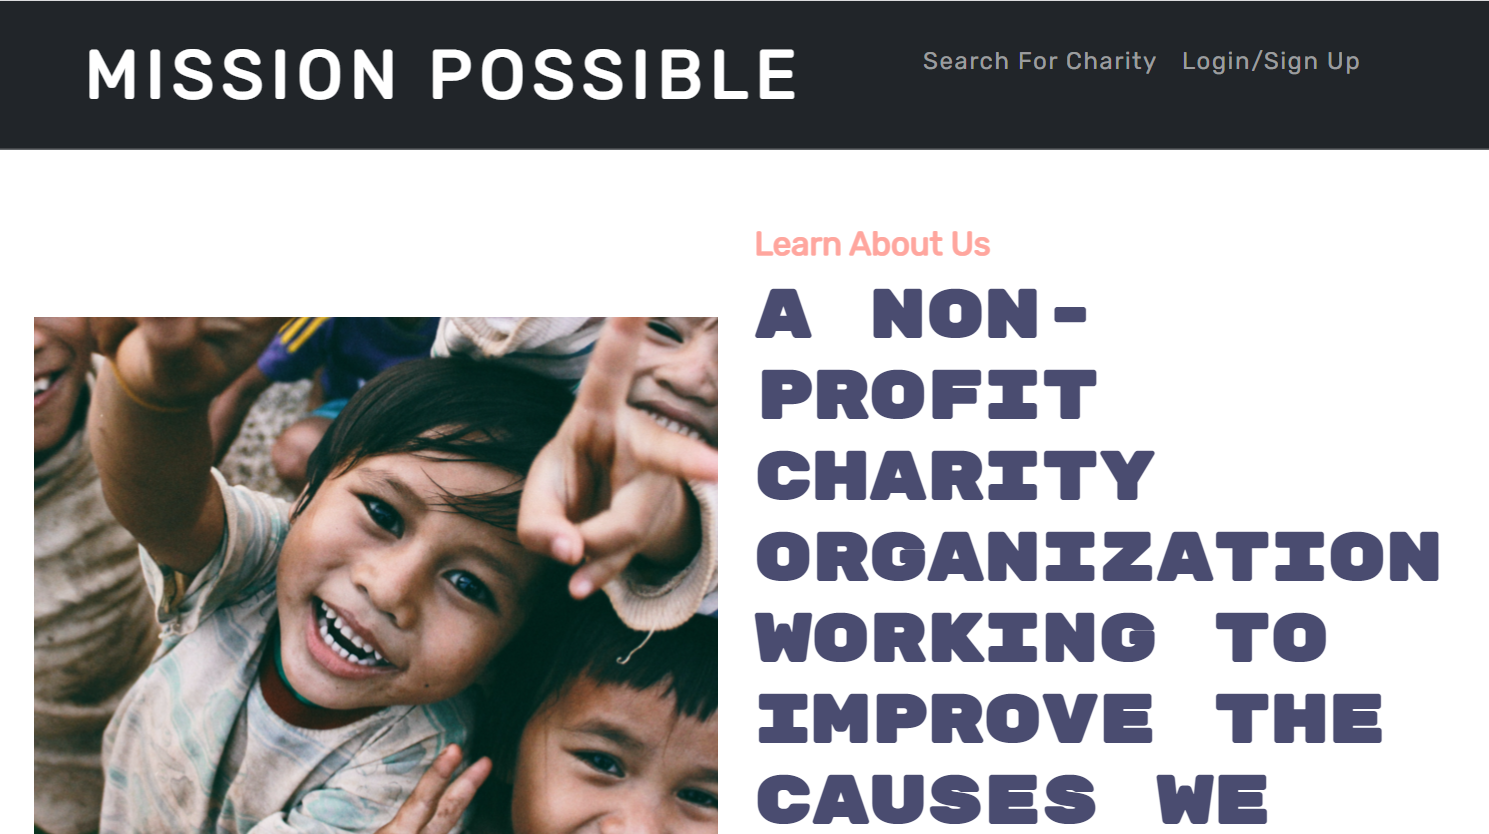 MISSION POSSIBLE
Search For Charity
Login/Sign Up
Learn About Us
A NON-
PROFIT
CHARITY
ORGANIZATION
WORKING TO
IMPROVE THE
CAUSES WE